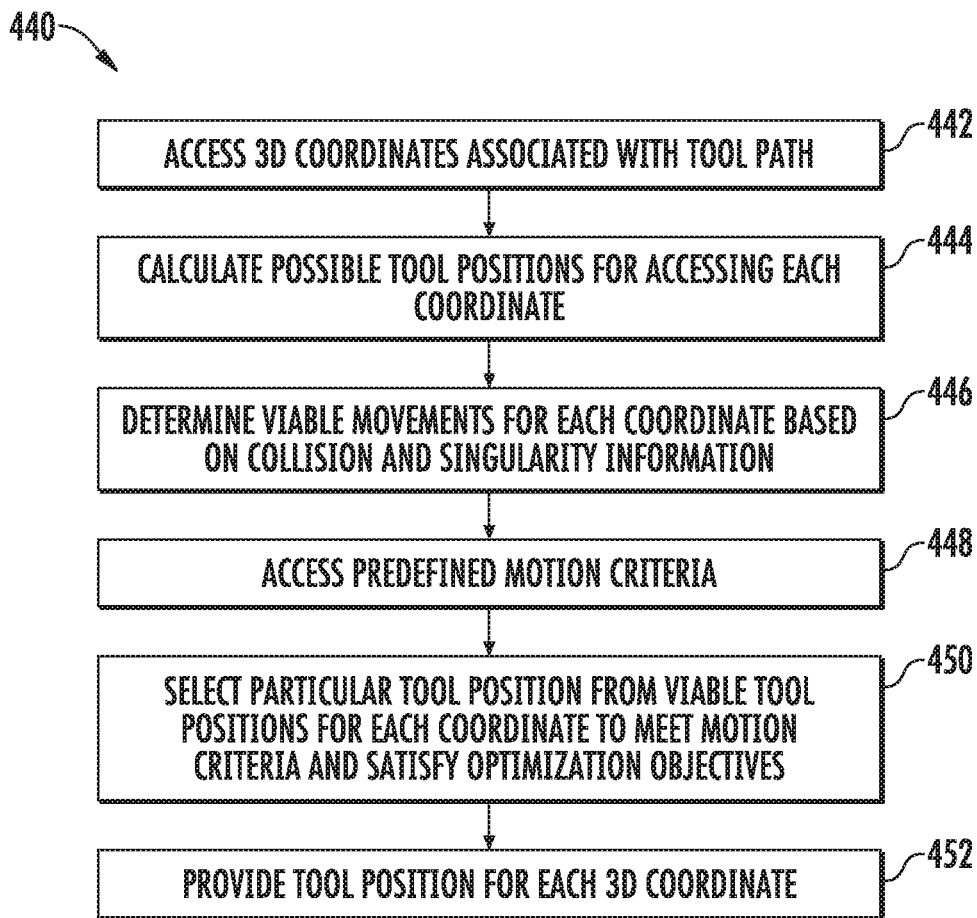 440
ACCESS 3D COORDINATES ASSOCIATED WITH TOOL PATH
442
CALCULATE POSSIBLE TOOL POSITIONS FOR ACCESSING EACH
COORDINATE
444
DETERMINE VIABLE MOVEMENTS FOR EACH COORDINATE BASED
ON COLLISION AND SINGULARITY INFORMATION
446
ACCESS PREDEFINED MOTION CRITERIA
448
SELECT PARTICULAR TOOL POSITION FROM VIABLE TOOL
POSITIONS FOR EACH COORDINATE TO MEET MOTION
CRITERIA AND SATISFY OPTIMIZATION OBJECTIVES
450
PROVIDE TOOL POSITION FOR EACH 3D COORDINATE
452